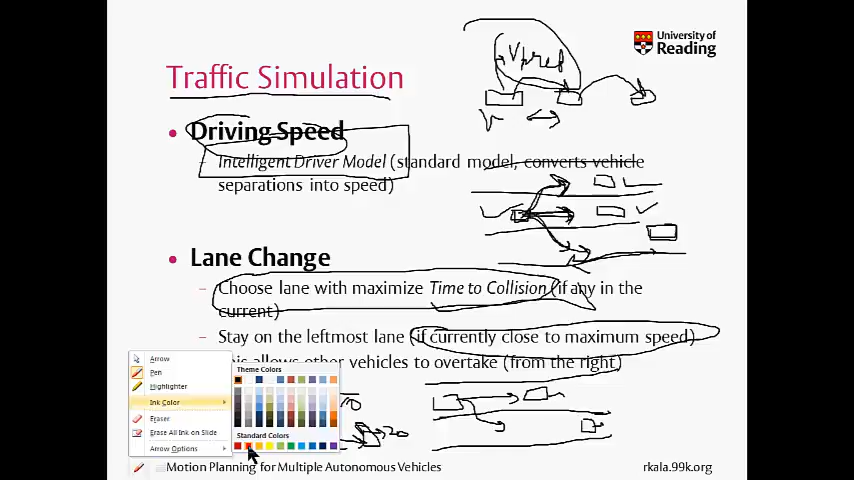 University of
Reading
Traffic Simulation
Vpred
V
• Driving Speed
– Intelligent Driver Model (standard model, converts vehicle
separations into speed)
• Lane Change
– Choose lane with maximize Time to Collision (if any in the
current)
– Stay on the leftmost lane (if currently close to maximum speed)
this allows other vehicles to overtake (from the right)
Arrow
Pen
Highlighter
Ink Color
Eraser
Erase All Ink on Slide
Arrow Options
Theme Colors
Standard Colors
20
Motion Planning for Multiple Autonomous Vehicles
rkala.99k.org